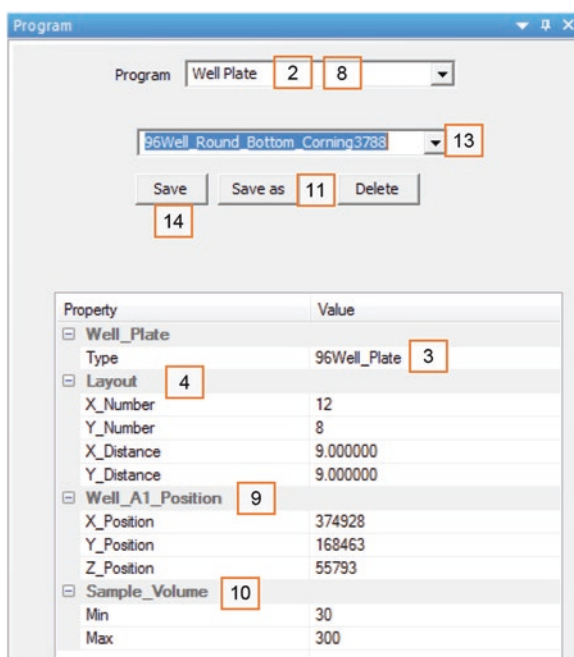 Program
Program Well Plate 2 8
96Well_Round_Bottom_Corning3788 13
Save Save as 11 Delete
14
Property Value
Well_Plate
Type 96Well_Plate 3
Layout 4
X_Number 12
Y_Number 8
X_Distance 9.000000
Y_Distance 9.000000
Well_A1_Position 9
X_Position 374928
Y_Position 168463
Z_Position 55793
Sample_Volume 10
Min 30
Max 300